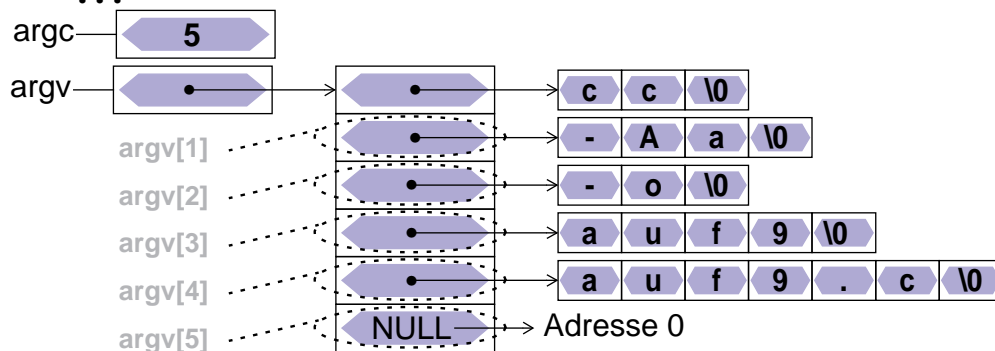 argc 5
argv c c \0
argv[1] - A a \0
argv[2] - o \0
argv[3] a u f 9 \0
argv[4] a u f 9 . c \0
argv[5] NULL Adresse 0